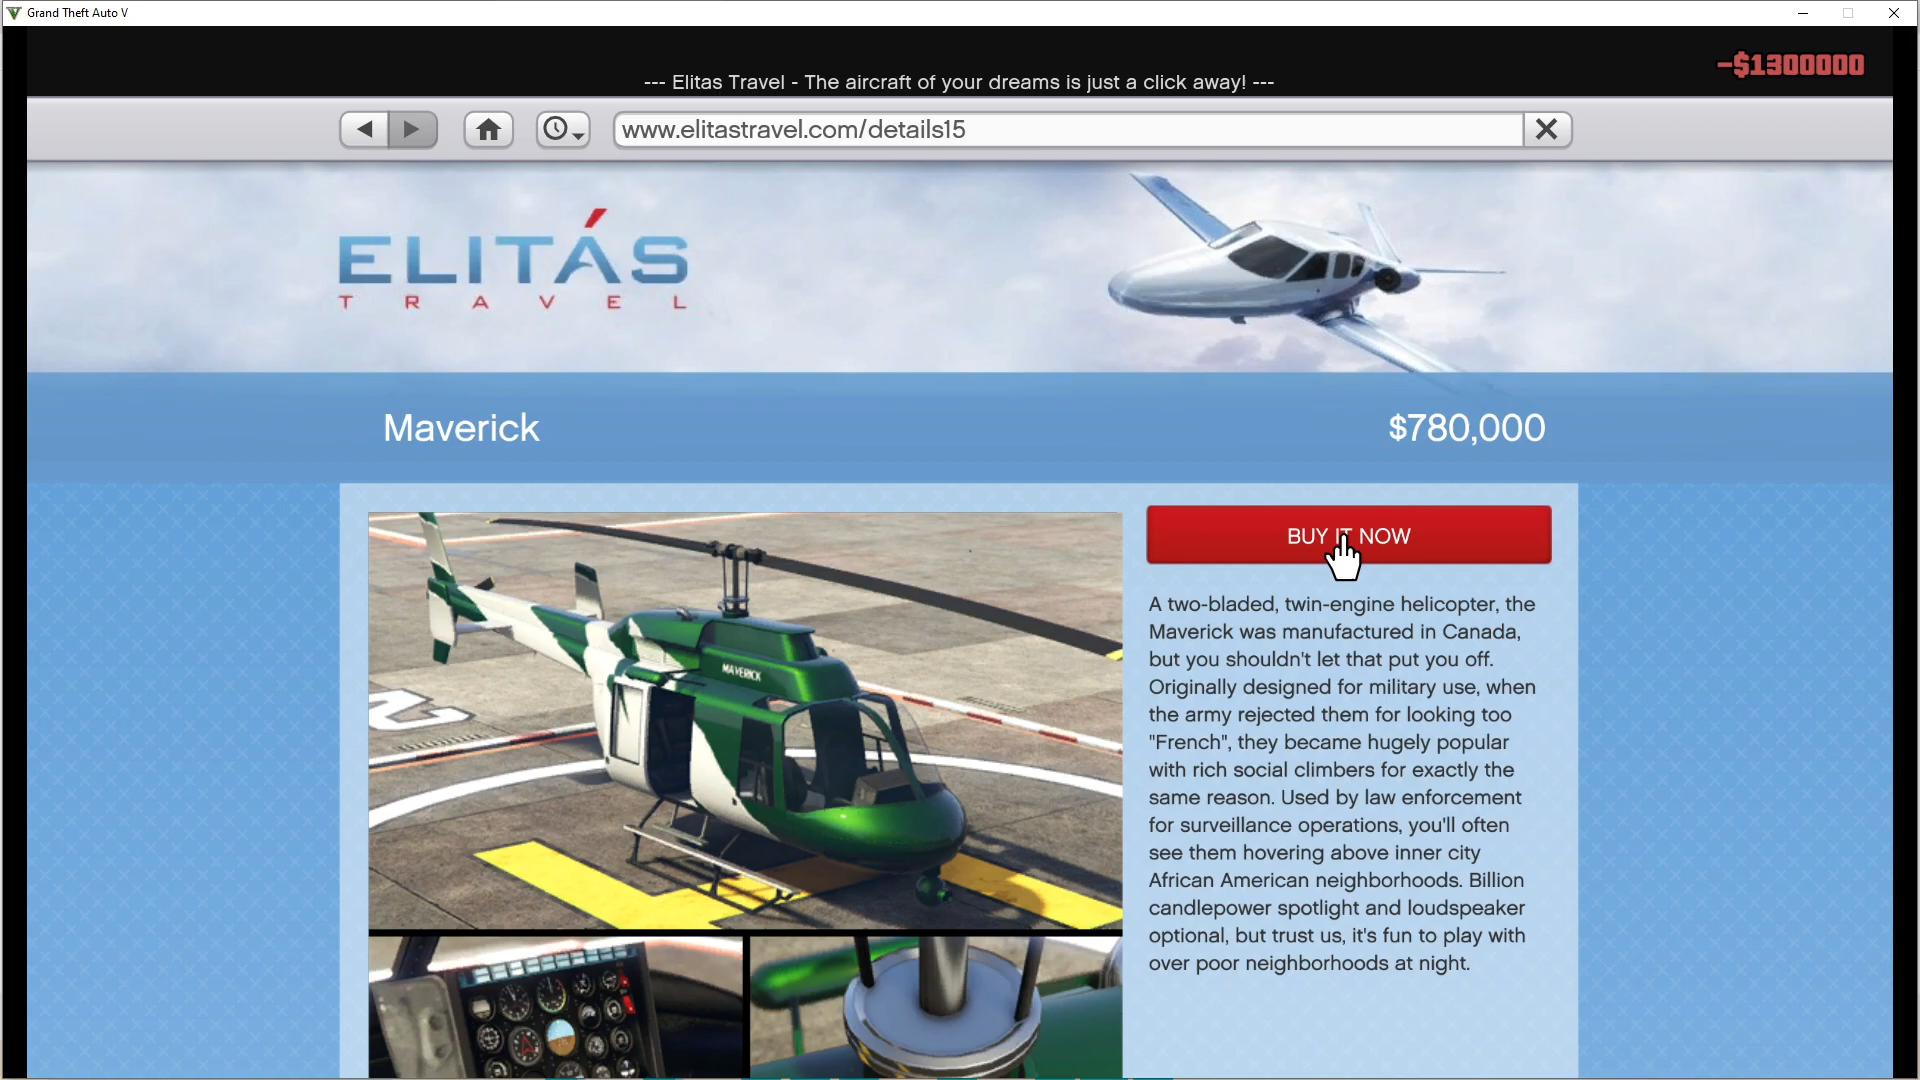 Grand Theft Auto V
-$1300000
--- Elitas Travel - The aircraft of your dreams is just a click away! ---
www.elitastravel.com/details15
ELITÁS
TRAVEL
Maverick
$780,000
BUY IT NOW
MAVERICK
2
A two-bladed, twin-engine helicopter, the
Maverick was manufactured in Canada,
but you shouldn't let that put you off.
Originally designed for military use, when
the army rejected them for looking too
"French", they became hugely popular
with rich social climbers for exactly the
same reason. Used by law enforcement
for surveillance operations, you'll often
see them hovering above inner city
African American neighborhoods. Billion
candlepower spotlight and loudspeaker
optional, but trust us, it's fun to play with
over poor neighborhoods at night.